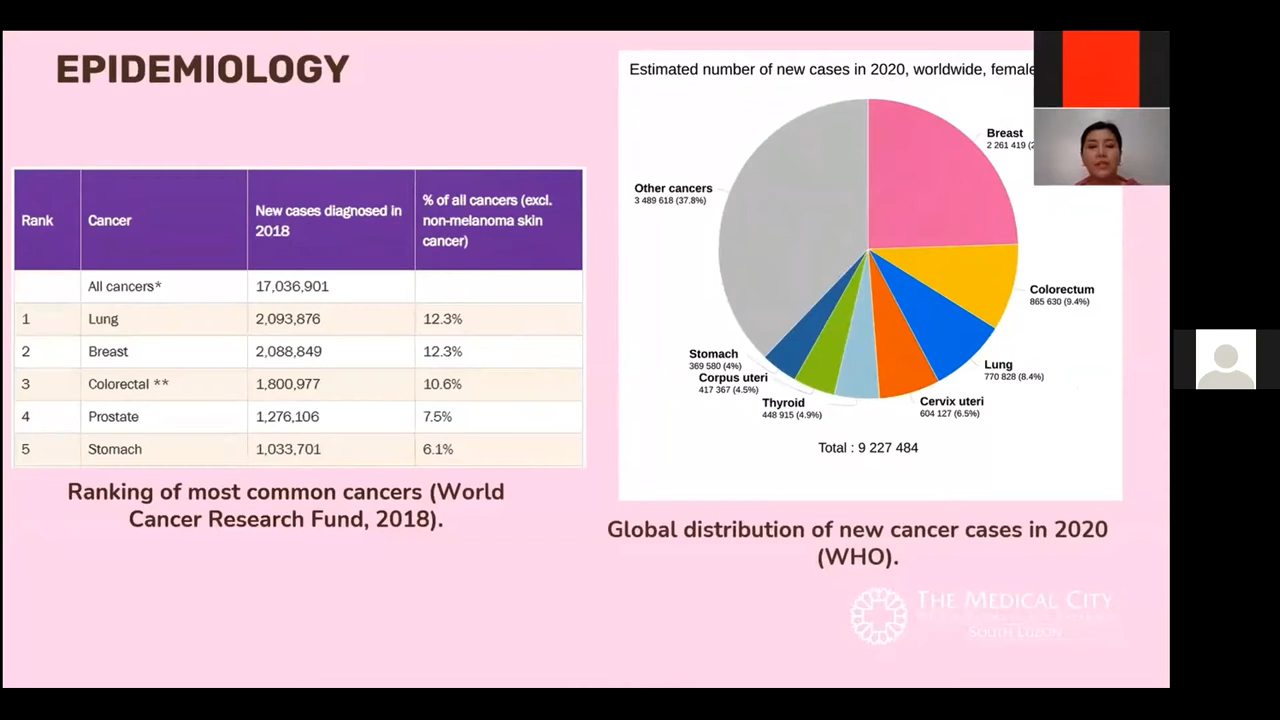 EPIDEMIOLOGY
Rank Cancer New cases diagnosed in 2018 % of all cancers (excl. non-melanoma skin cancer)
All cancers* 17,036,901
1 Lung 2,093,876 12.3%
2 Breast 2,088,849 12.3%
3 Colorectal ** 1,800,977 10.6%
4 Prostate 1,276,106 7.5%
5 Stomach 1,033,701 6.1%
Ranking of most common cancers (World
Cancer Research Fund, 2018).
Estimated number of new cases in 2020, worldwide, female
Breast
2 261 419
Other cancers
3 489 618 (37.8%)
Colorectum
865 630 (9.4%)
Stomach
369 580 (4%)
Lung
770 828 (8.4%)
Corpus uteri
417 367 (4.5%)
Thyroid
448 915 (4.9%)
Cervix uteri
604 127 (6.5%)
Total : 9 227 484
Global distribution of new cancer cases in 2020
(WHO).
THE MEDICAL CITY
SOUTH LUZON